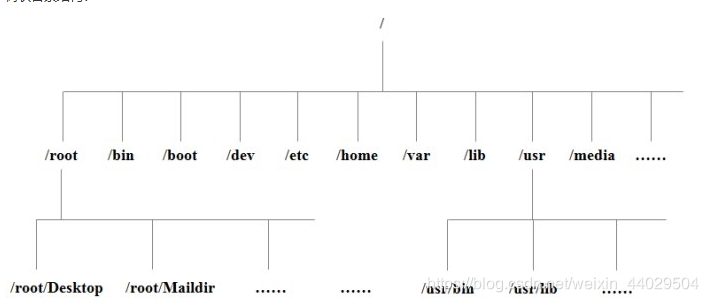 /
/root /bin /boot /dev /etc /home /var /lib /usr /media ……
/root/Desktop /root/Maildir …… …… /usr/bin /usr/lib ……
https://blog.csdn.net/weixin_44029504